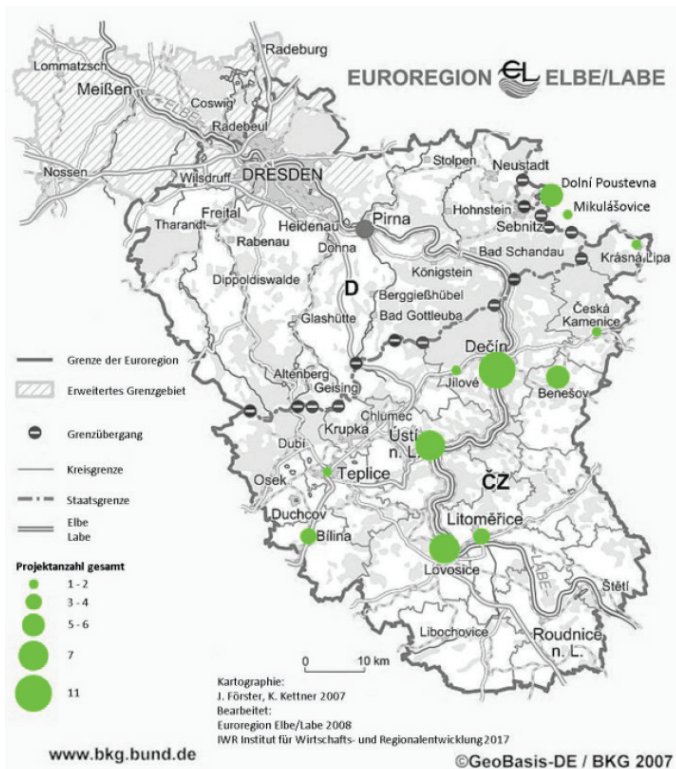 EUROREGION EL ELBE/LABE
Radeburg
Lommatzsch
Meißen
ELBE
Coswig
Radebeul
Nossen
Wilsdruff
DRESDEN
Stolpen
Neustadt
Dolní Poustevna
Mikulášovice
Hohnstein
Sebnitz
Freital
Tharandt
Heidenau
Pirna
Rabenau
Dohna
Bad Schandau
Krásná Lípa
Königstein
Dippoldiswalde
D
Berggießhübel
Bad Gottleuba
Glashütte
Česká
Kamenice
Děčín
Altenberg
Geising
Jílové
Benešov
Chlumec
Krupka
Ústí
n. L.
Dubí
Teplice
Osek
ČZ
Duchcov
Litoměřice
Bílina
Lovosice
ELBE
Štětí
Libochovice
Roudnice
n. L.
Grenze der Euroregion
Erweitertes Grenzgebiet
Grenzübergang
Kreisgrenze
Staatsgrenze
Elbe
Labe
Projektanzahl gesamt
1 - 2
3 - 4
5 - 6
7
11
0 10 km
Kartographie:
J. Förster, K. Kettner 2007
Bearbeitet:
Euroregion Elbe/Labe 2008
IWR Institut für Wirtschafts- und Regionalentwicklung 2017
www.bkg.bund.de
©GeoBasis-DE / BKG 2007